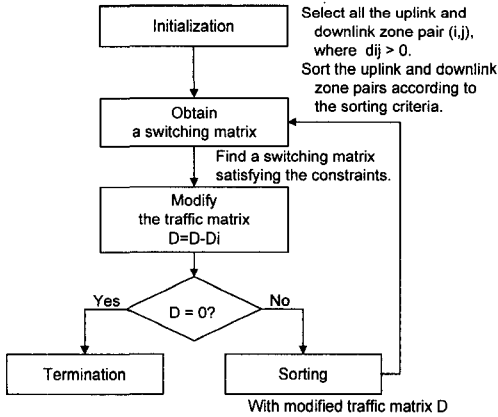 Initialization
Select all the uplink and
downlink zone pair (i,j),
where dij > 0.
Sort the uplink and downlink
zone pairs according to
the sorting criteria.
Obtain
a switching matrix
Find a switching matrix
satisfying the constraints.
Modify
the traffic matrix
D=D-Di
Yes
D = 0?
No
Termination
Sorting
With modified traffic matrix D